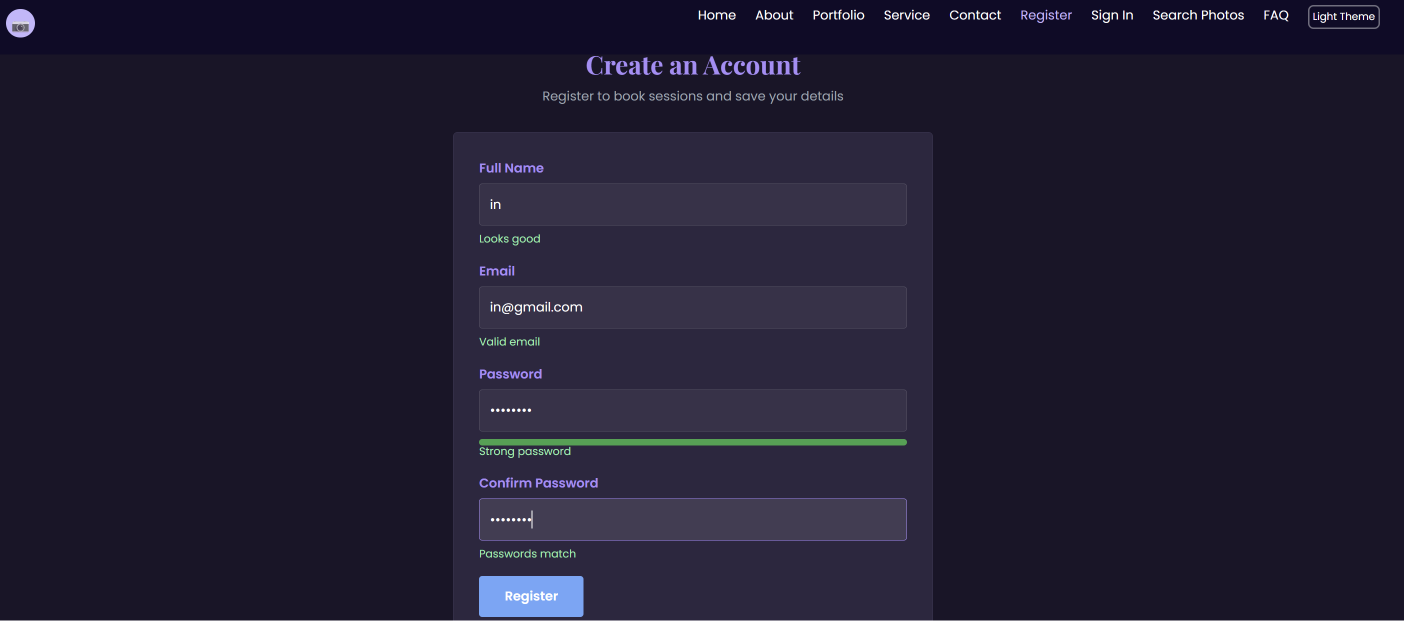 Home About Portfolio Service Contact Register Sign In Search Photos FAQ Light Theme
Create an Account
Register to book sessions and save your details
Full Name
in
Looks good
Email
in@gmail.com
Valid email
Password
••••••••
Strong password
Confirm Password
••••••••
Passwords match
Register